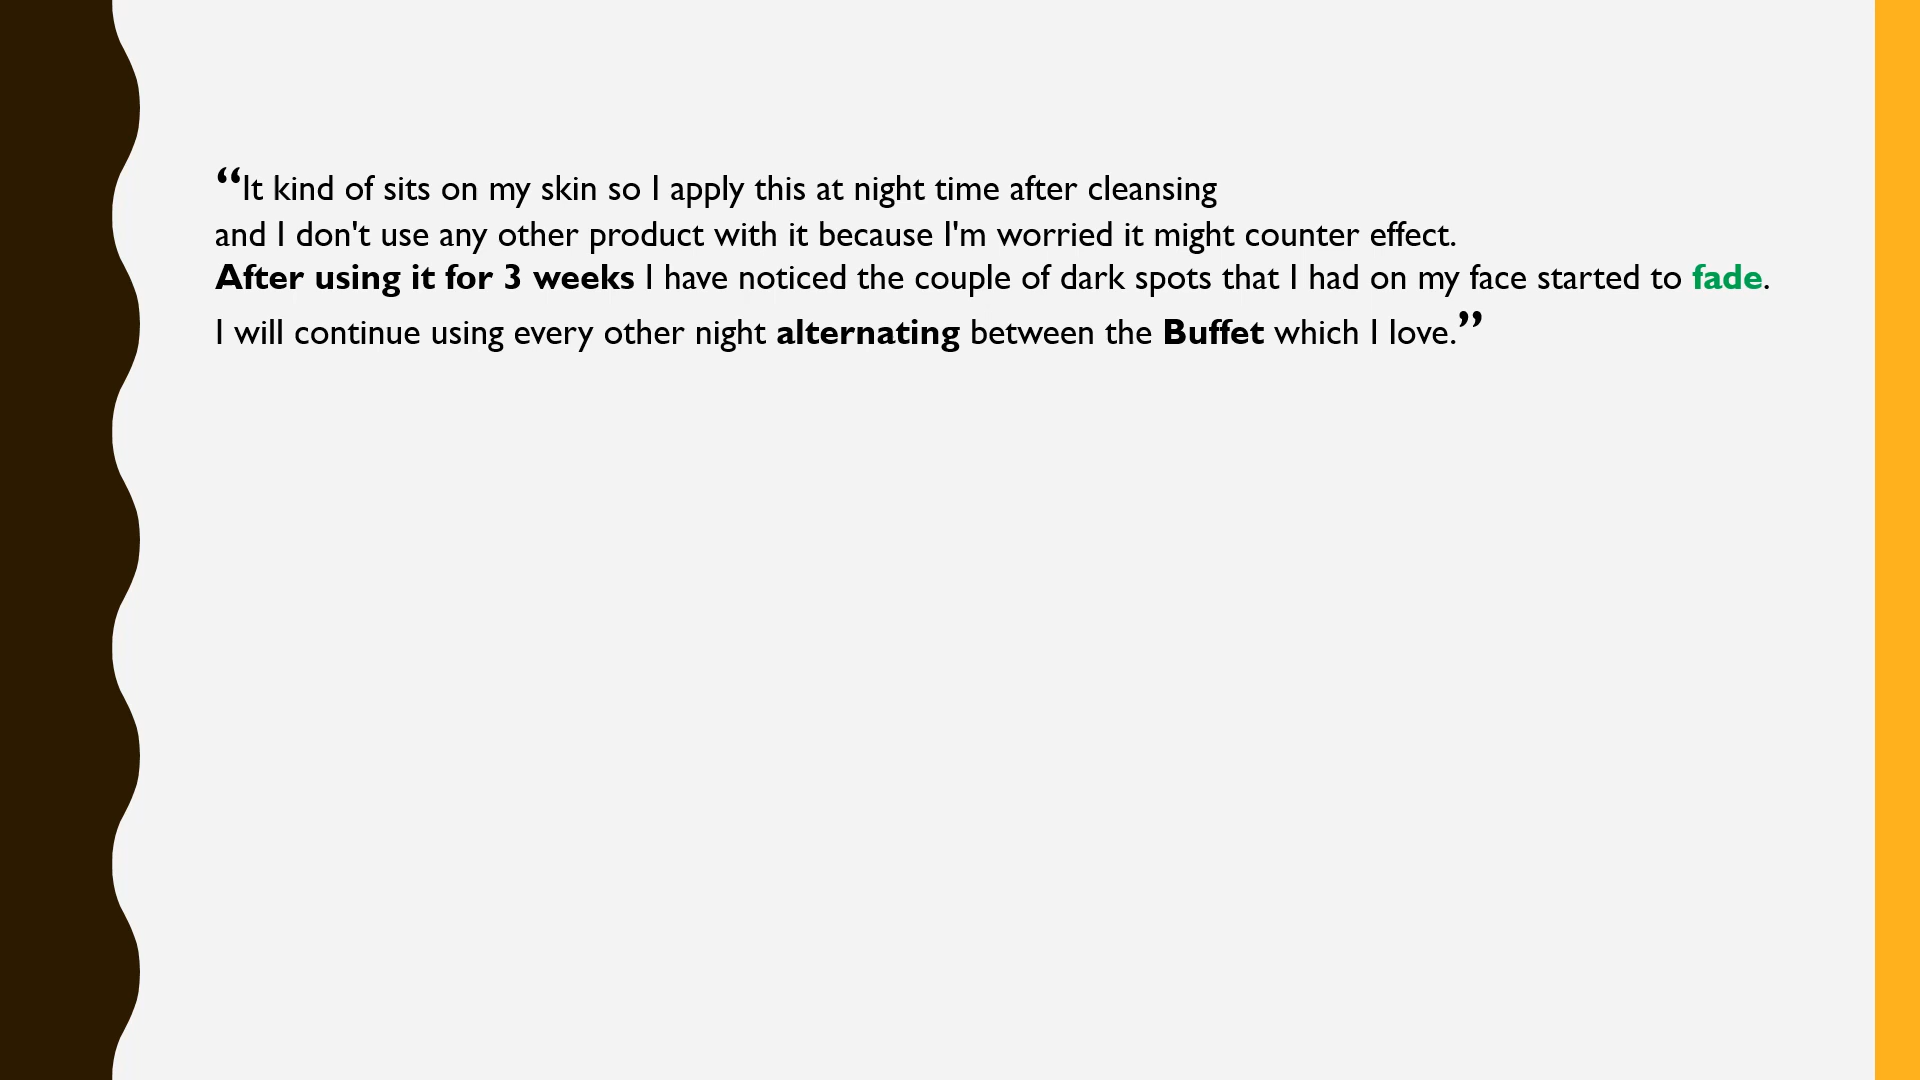 “It kind of sits on my skin so I apply this at night time after cleansing
and I don't use any other product with it because I'm worried it might counter effect.
After using it for 3 weeks I have noticed the couple of dark spots that I had on my face started to fade.
I will continue using every other night alternating between the Buffet which I love.”